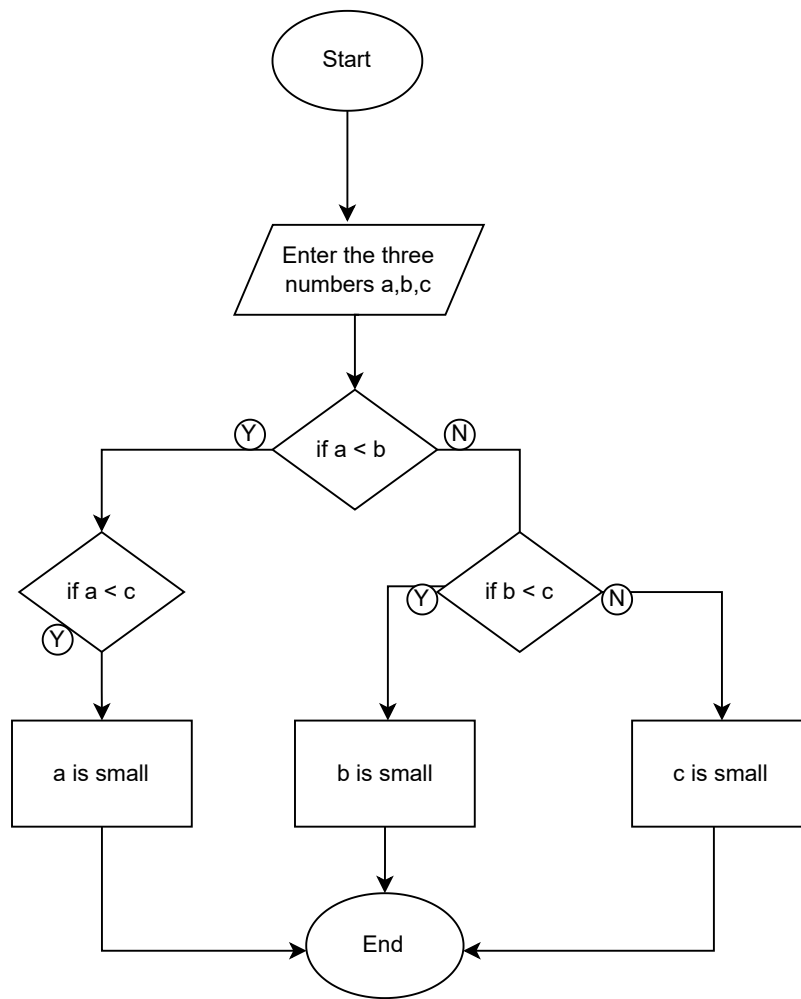 Start
Enter the three
numbers a,b,c
Y
if a < b
N
if a < c
Y
Y
if b < c
N
a is small
b is small
c is small
End